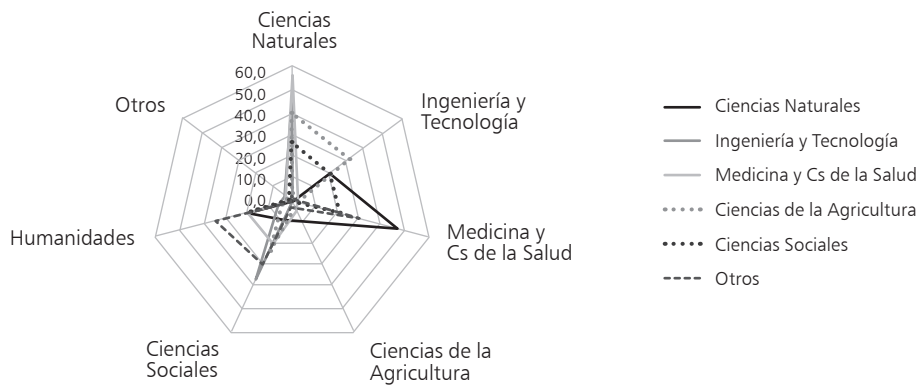 Ciencias
Naturales
60,0
50,0
40,0
30,0
20,0
10,0
0,0
Ingeniería y
Tecnología
Medicina y
Cs de la Salud
Ciencias de la
Agricultura
Ciencias
Sociales
Humanidades
Otros
Ciencias Naturales
Ingeniería y Tecnología
Medicina y Cs de la Salud
Ciencias de la Agricultura
Ciencias Sociales
Otros